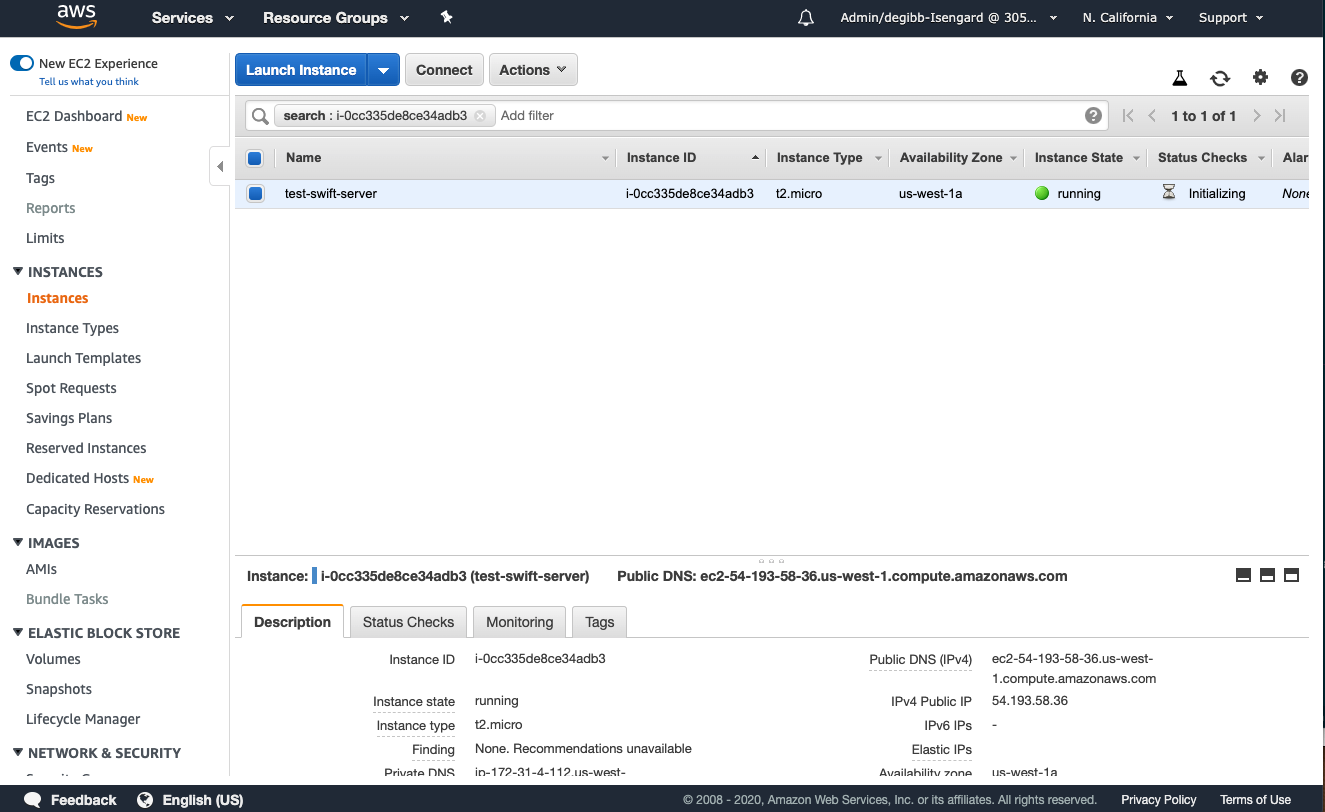 aws Services Resource Groups Admin/degibb-Isengard @ 305... N. California Support
New EC2 Experience
Tell us what you think
EC2 Dashboard New
Events New
Tags
Reports
Limits
INSTANCES
Instances
Instance Types
Launch Templates
Spot Requests
Savings Plans
Reserved Instances
Dedicated Hosts New
Capacity Reservations
IMAGES
AMIs
Bundle Tasks
ELASTIC BLOCK STORE
Volumes
Snapshots
Lifecycle Manager
NETWORK & SECURITY
Launch Instance Connect Actions
search : i-0cc335de8ce34adb3 Add filter 1 to 1 of 1
Name Instance ID Instance Type Availability Zone Instance State Status Checks Alar
test-swift-server i-0cc335de8ce34adb3 t2.micro us-west-1a running Initializing None
Instance: i-0cc335de8ce34adb3 (test-swift-server) Public DNS: ec2-54-193-58-36.us-west-1.compute.amazonaws.com
Description Status Checks Monitoring Tags
Instance ID i-0cc335de8ce34adb3 Public DNS (IPv4) ec2-54-193-58-36.us-west-
1.compute.amazonaws.com
Instance state running IPv4 Public IP 54.193.58.36
Instance type t2.micro IPv6 IPs -
Finding None. Recommendations unavailable Elastic IPs
Private DNS ip-172-31-4-112.us-west- Availability zone us-west-1a
Feedback English (US) © 2008 - 2020, Amazon Web Services, Inc. or its affiliates. All rights reserved. Privacy Policy Terms of Use